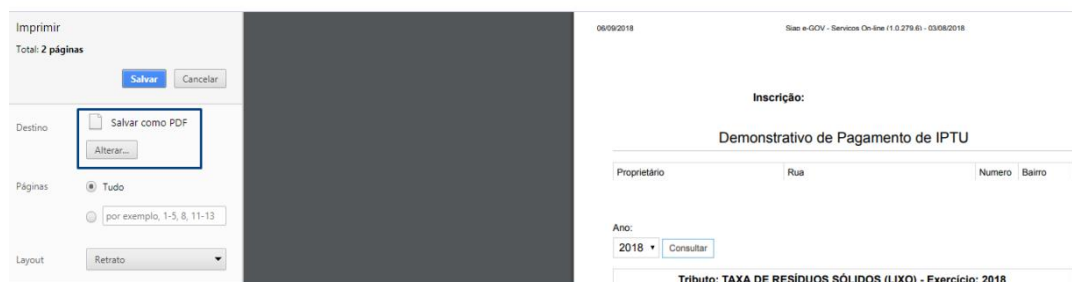 Imprimir
Total: 2 páginas
Salvar Cancelar
Destino
Salvar como PDF
Alterar...
Páginas
Tudo
por exemplo, 1-5, 8, 11-13
Layout Retrato
06/09/2018 Siap e-GOV - Servicos On-line (1.0.279.6) - 03/08/2018
Inscrição:
Demonstrativo de Pagamento de IPTU
Proprietário Rua Numero Bairro
Ano:
2018 Consultar
Tributo: TAXA DE RESÍDUOS SÓLIDOS (LIXO) - Exercício: 2018